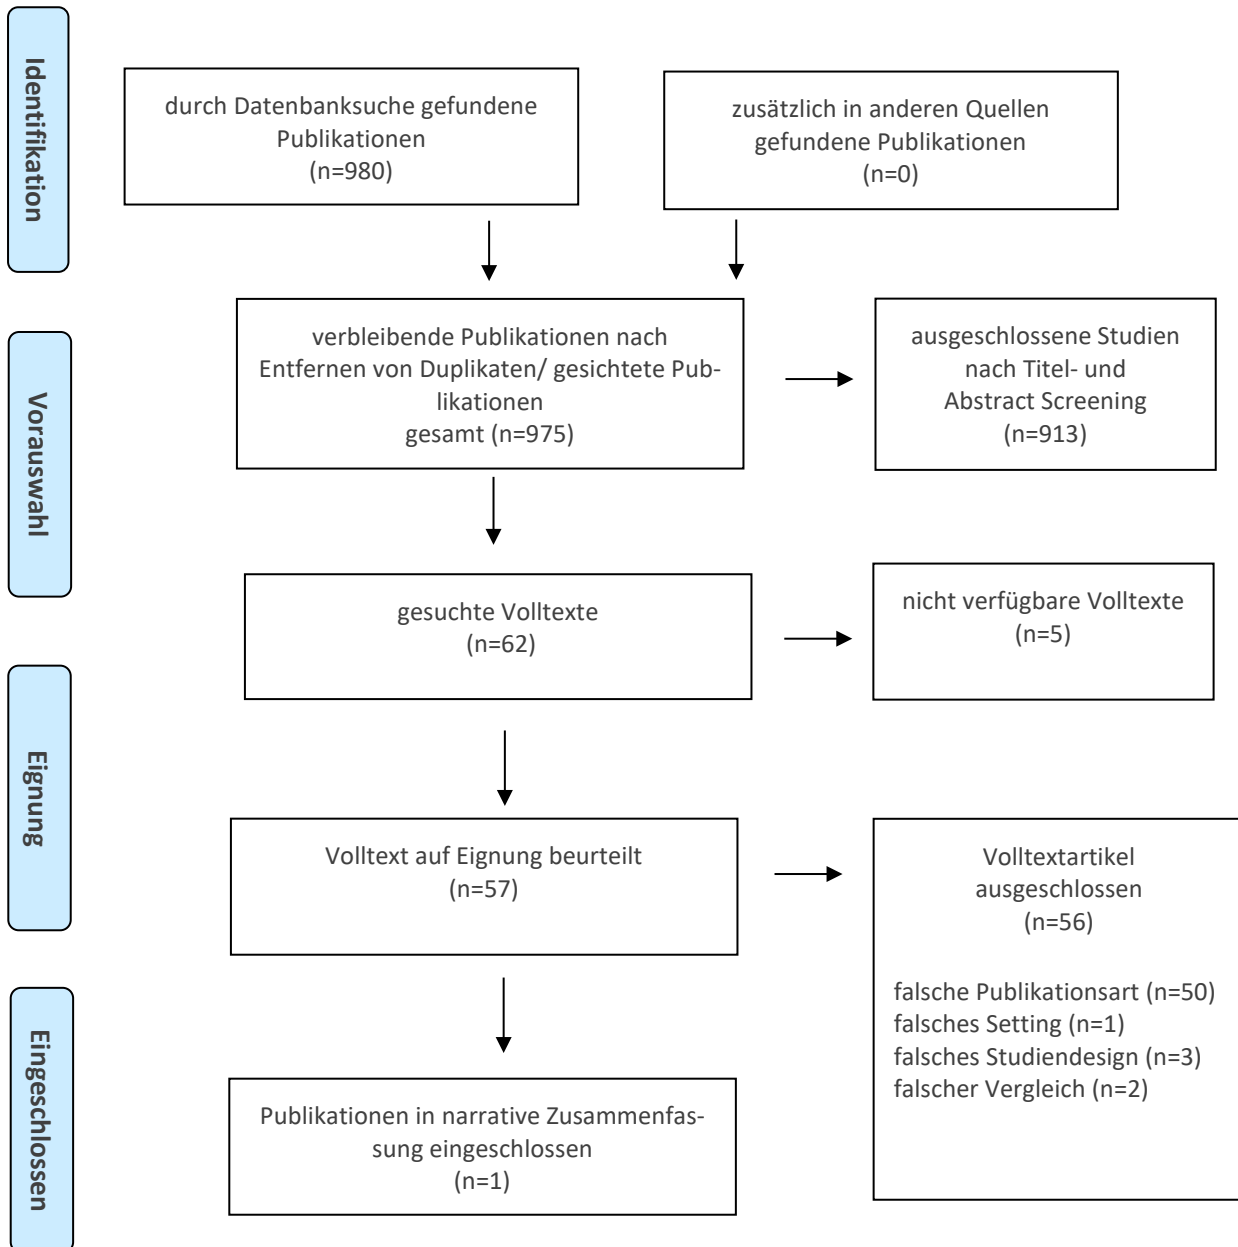 Identifikation
durch Datenbanksuche gefundene
Publikationen
(n=980)
zusätzlich in anderen Quellen
gefundene Publikationen
(n=0)
Vorauswahl
verbleibende Publikationen nach
Entfernen von Duplikaten/ gesichtete Pub-
likationen
gesamt (n=975)
ausgeschlossene Studien
nach Titel- und
Abstract Screening
(n=913)
gesuchte Volltexte
(n=62)
nicht verfügbare Volltexte
(n=5)
Eignung
Volltext auf Eignung beurteilt
(n=57)
Volltextartikel
ausgeschlossen
(n=56)
falsche Publikationsart (n=50)
falsches Setting (n=1)
falsches Studiendesign (n=3)
falscher Vergleich (n=2)
Eingeschlossen
Publikationen in narrative Zusammenfas-
sung eingeschlossen
(n=1)